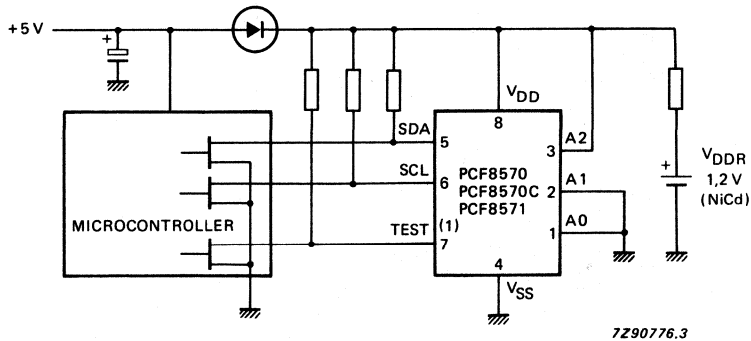 +5 V
+
VDD
8
SDA
5
A2
3
SCL
6
PCF8570
PCF8570C
PCF8571
A1
2
VDDR
1,2 V
(NiCd)
+
MICROCONTROLLER
TEST
(1)
7
A0
1
4
VSS
7Z90776.3